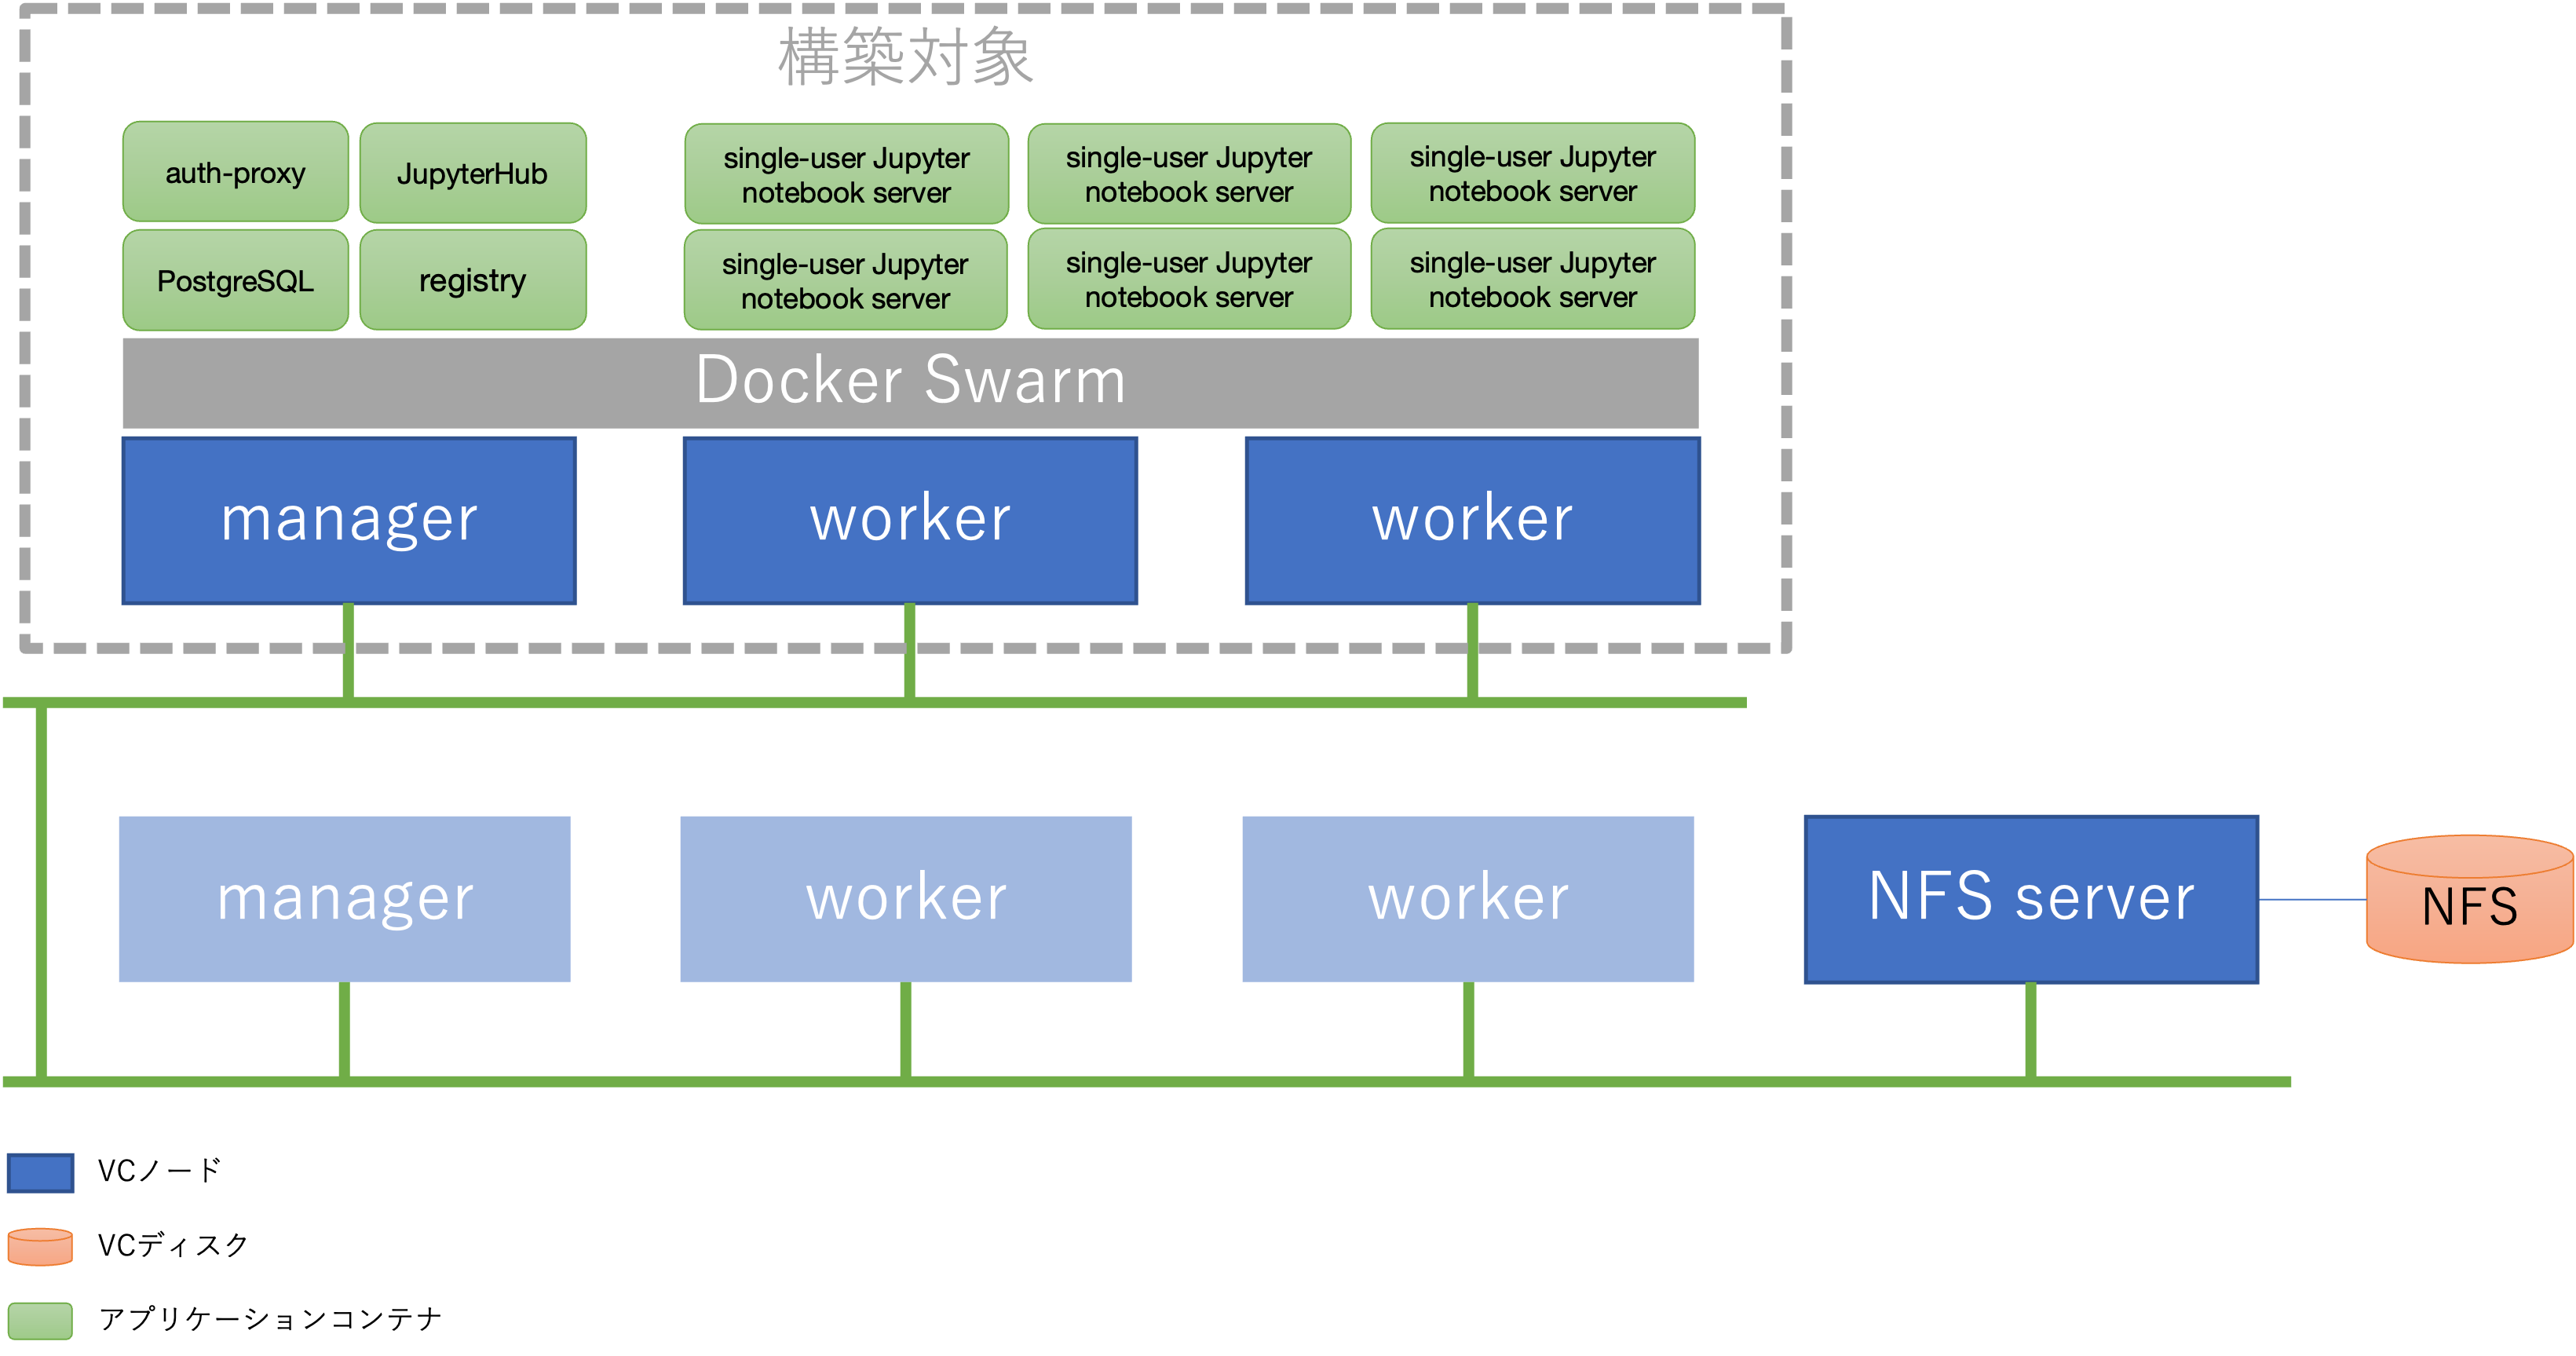 構築対象
auth-proxy
JupyterHub
single-user Jupyter
notebook server
single-user Jupyter
notebook server
single-user Jupyter
notebook server
PostgreSQL
registry
single-user Jupyter
notebook server
single-user Jupyter
notebook server
single-user Jupyter
notebook server
Docker Swarm
manager
worker
worker
manager
worker
worker
NFS server
NFS
VCノード
VCディスク
アプリケーションコンテナ